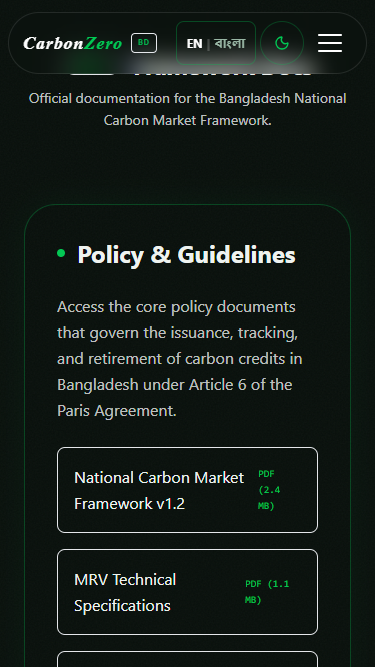 CarbonZero BD EN | বাংলা
Official documentation for the Bangladesh National
Carbon Market Framework.
Policy & Guidelines
Access the core policy documents
that govern the issuance, tracking,
and retirement of carbon credits in
Bangladesh under Article 6 of the
Paris Agreement.
National Carbon Market
Framework v1.2
PDF
(2.4
MB)
MRV Technical
Specifications
PDF (1.1
MB)